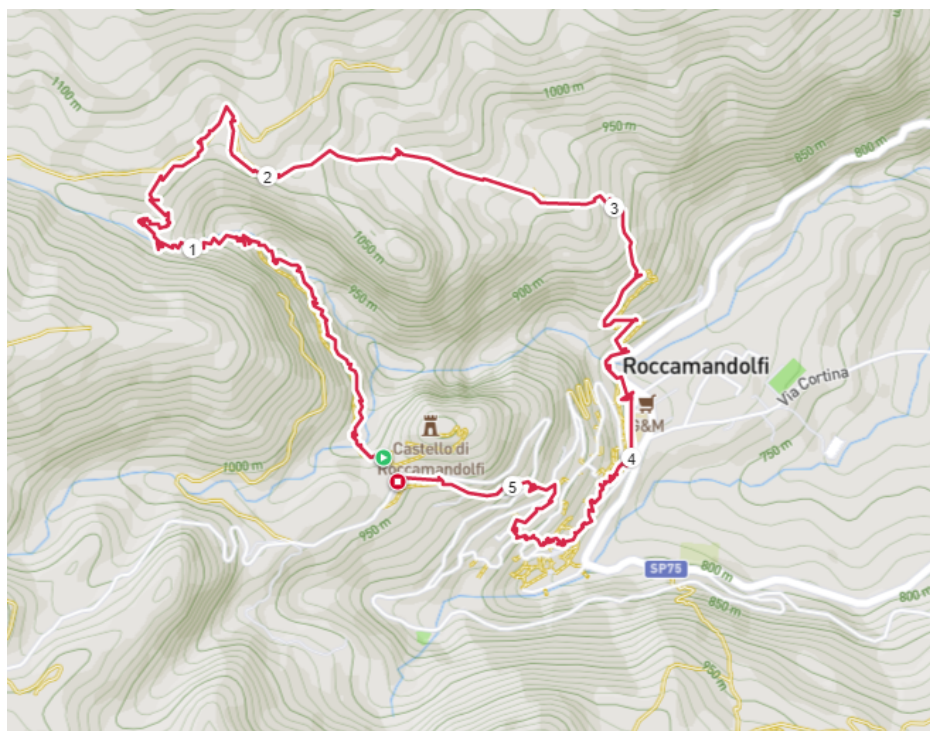 1100 m
1000 m
950 m
850 m
800 m
2
3
1
1050 m
950 m
900 m
Roccamandolfi
Via Cortina
G&M
Castello di
Roccamandolfi
750 m
4
1000 m
5
950 m
SP75
800 m
800 m
850 m
950 m